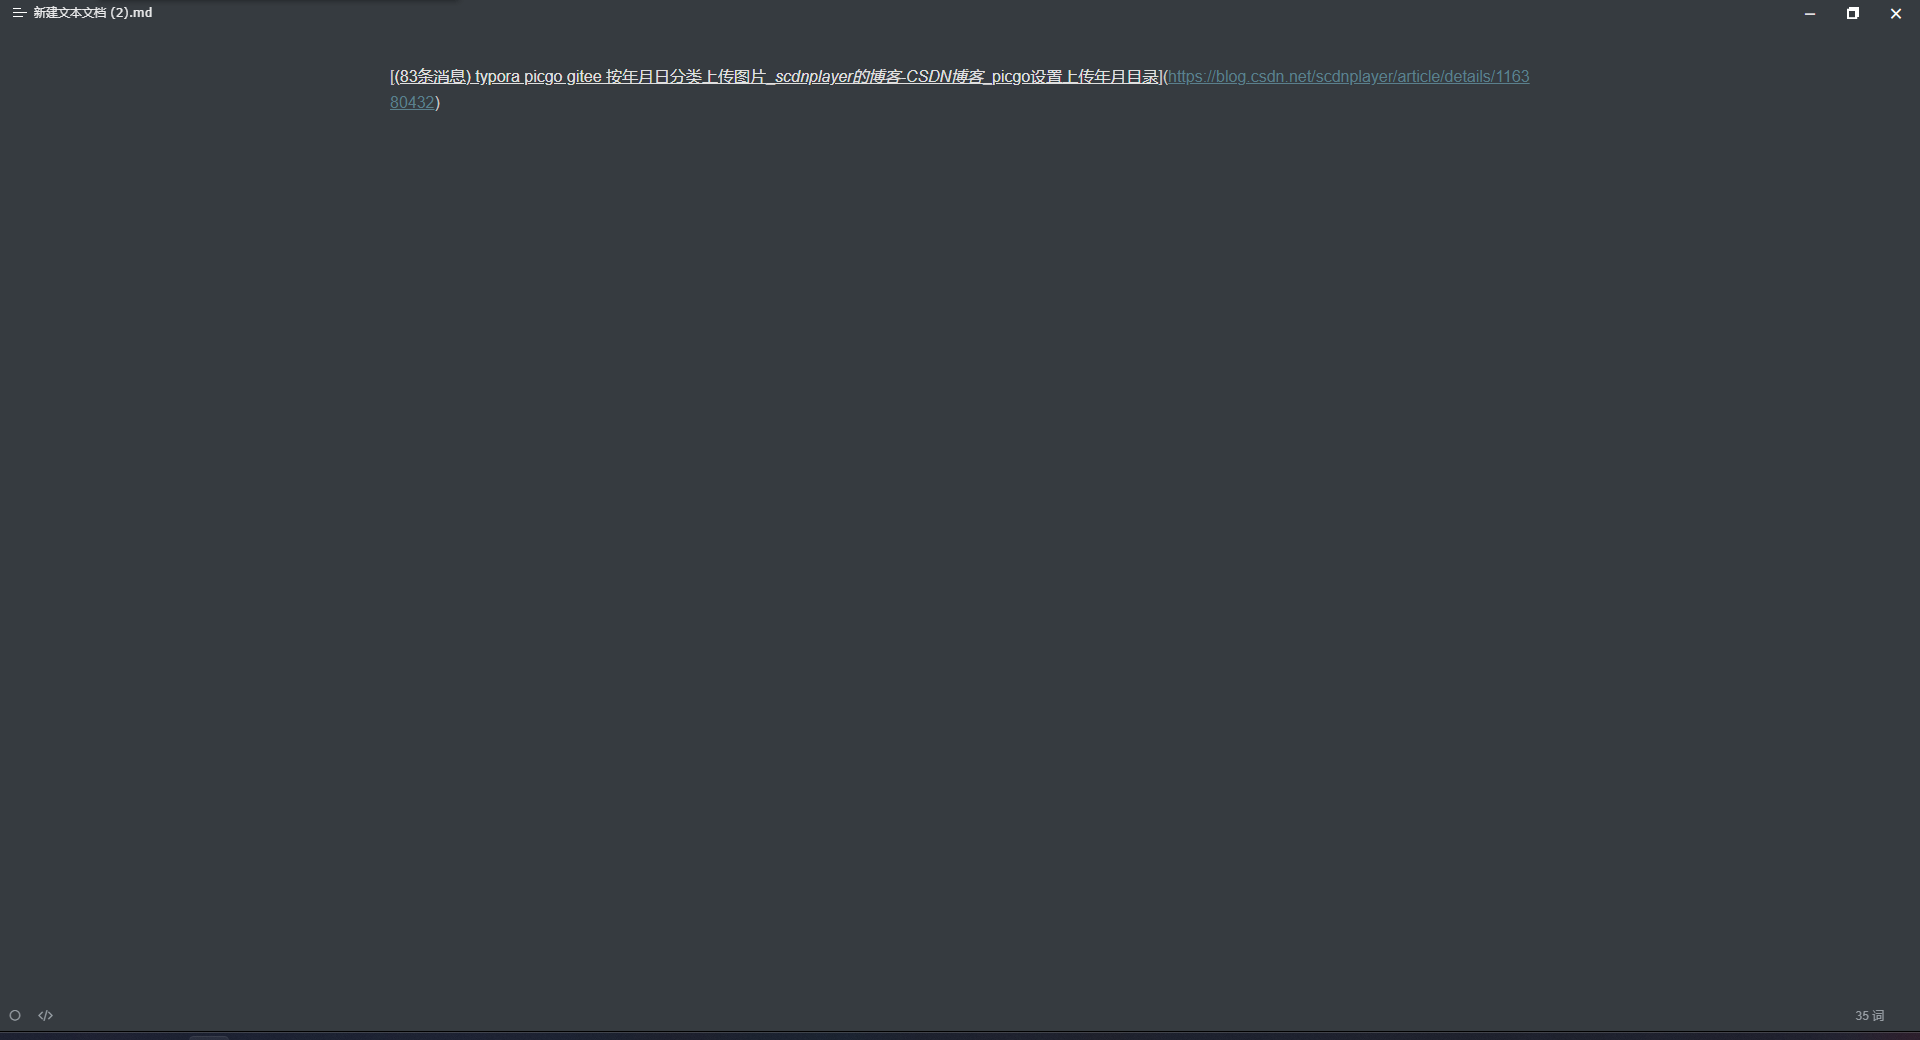 新建文本文档 (2).md
[(83条消息) typora picgo gitee 按年月日分类上传图片_scdnplayer的博客-CSDN博客_picgo设置上传年月目录](https://blog.csdn.net/scdnplayer/article/details/1163
80432)
35 词